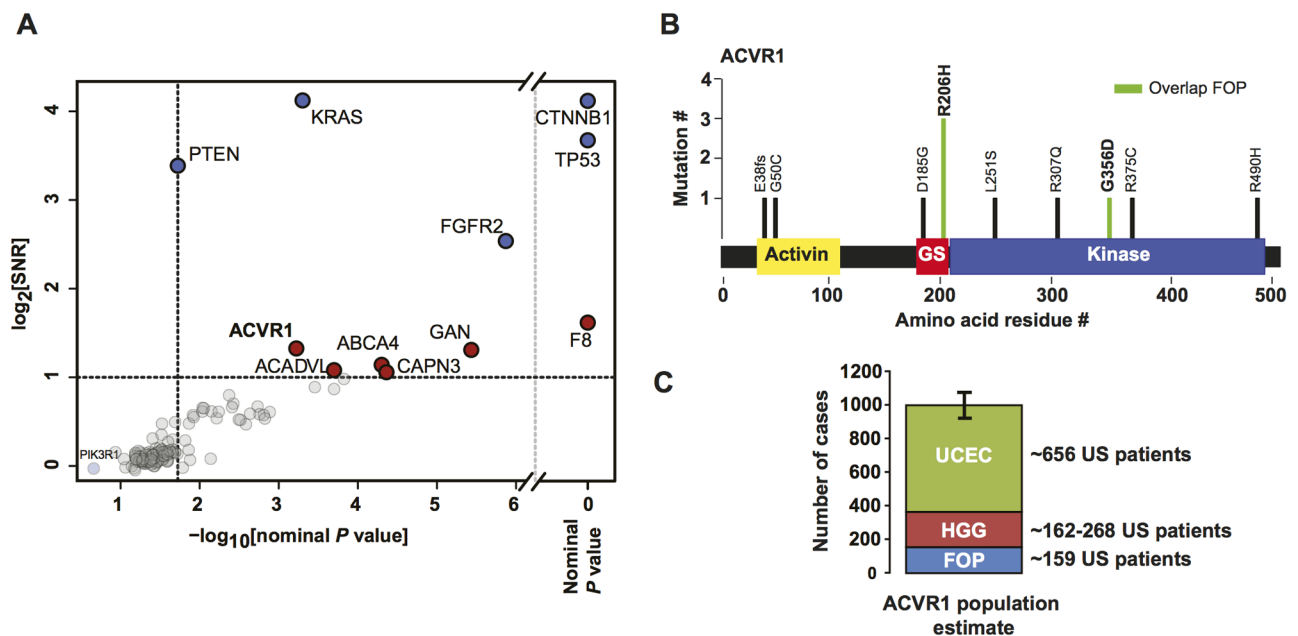 A
log2[SNR]
4
3
2
1
0
KRAS
PTEN
CTNNB1
TP53
FGFR2
ACVR1
ABCA4
GAN
ACADVL
CAPN3
F8
PIK3R1
1
2
3
4
5
6
0
−log10[nominal P value]
Nominal
P value
B
ACVR1
Mutation #
4
3
2
1
Overlap FOP
E38fs
G50C
D185G
R206H
L251S
R307Q
G356D
R375C
R490H
Activin
GS
Kinase
0
100
200
300
400
500
Amino acid residue #
C
Number of cases
1200
1000
800
600
400
200
0
UCEC
~656 US patients
HGG
~162-268 US patients
FOP
~159 US patients
ACVR1 population
estimate